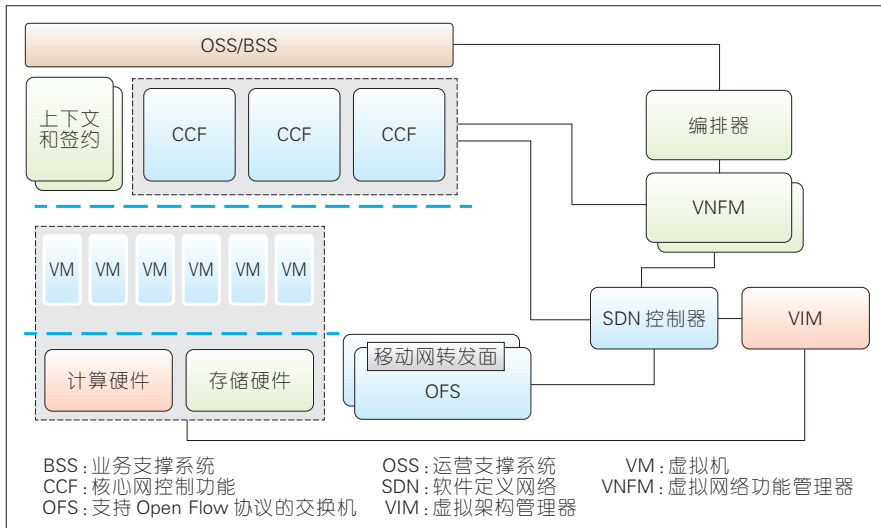 OSS/BSS
上下文
和签约
CCF
CCF
CCF
编排器
VNFM
VM
VM
VM
VM
VM
VM
SDN 控制器
VIM
移动网转发面
OFS
计算硬件
存储硬件
BSS：业务支撑系统 OSS：运营支撑系统 VM：虚拟机
CCF：核心网控制功能 SDN：软件定义网络 VNFM：虚拟网络功能管理器
OFS：支持 Open Flow 协议的交换机 VIM：虚拟架构管理器